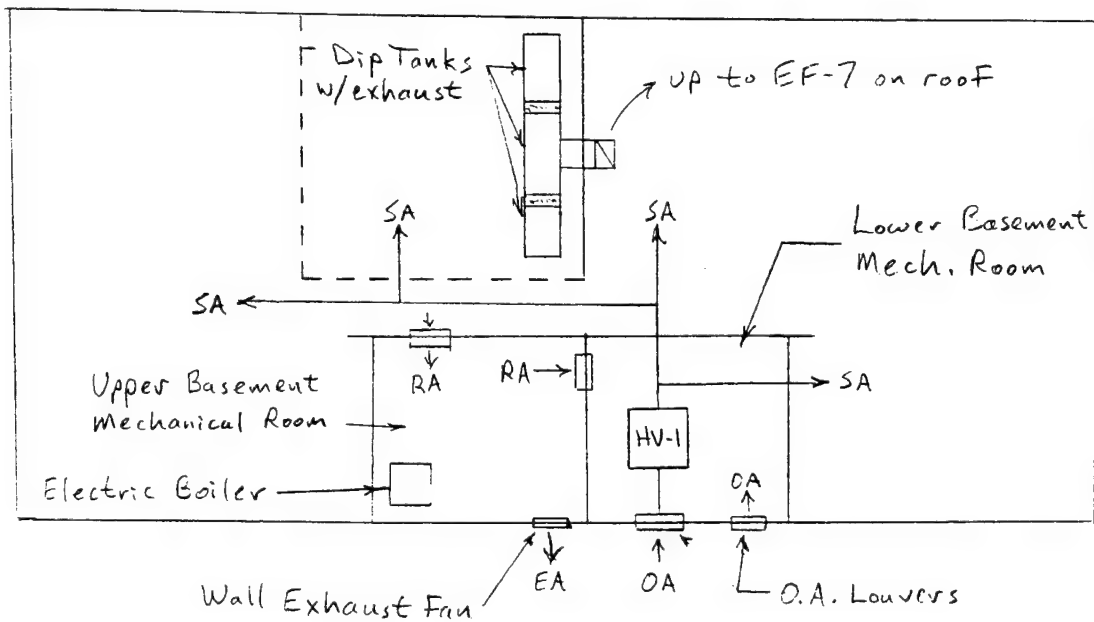 Dip Tanks
w/exhaust
up to EF-7 on roof
SA
SA
Lower Basement
Mech. Room
SA
RA
RA
SA
Upper Basement
Mechanical Room
HV-1
Electric Boiler
OA
EA
OA
Wall Exhaust Fan
O.A. Louvers